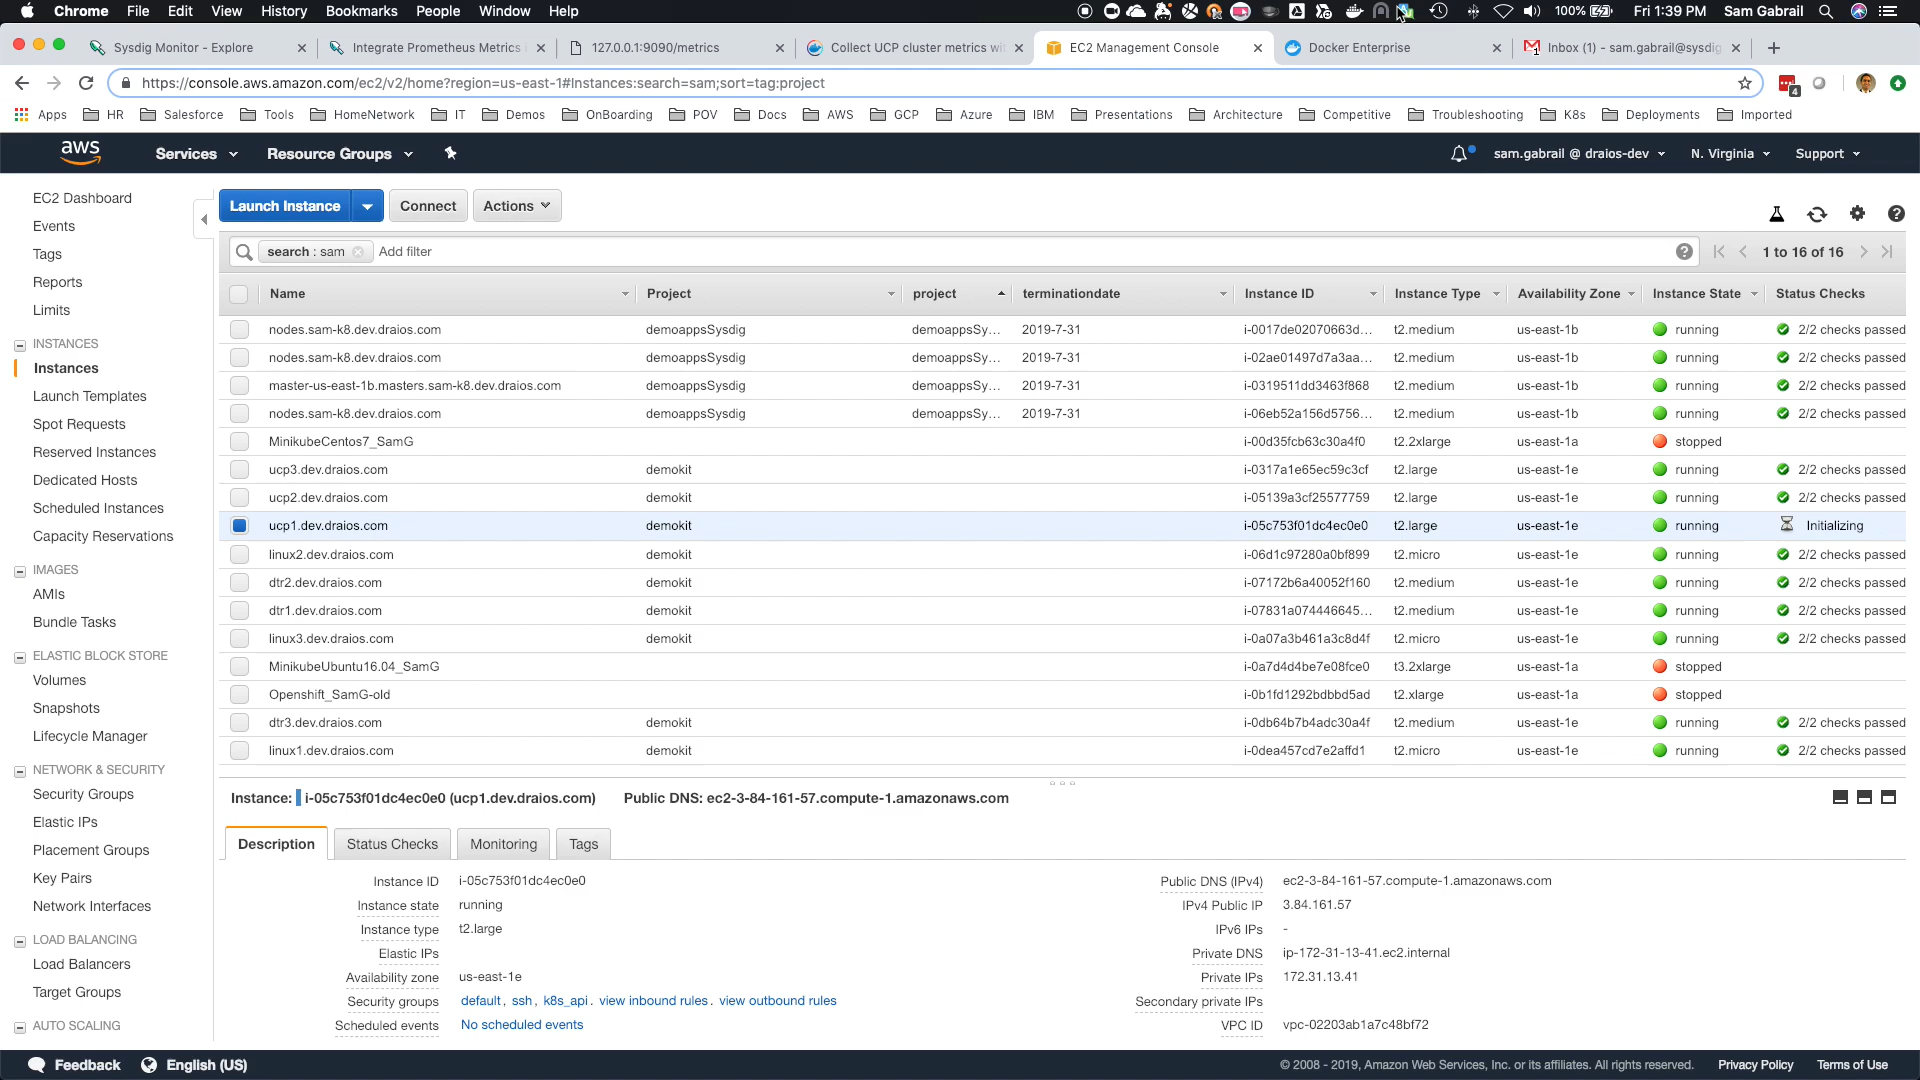 Chrome File Edit View History Bookmarks People Window Help 100% Fri 1:39 PM Sam Gabrail
Sysdig Monitor - Explore Integrate Prometheus Metrics 127.0.0.1:9090/metrics Collect UCP cluster metrics wit EC2 Management Console Docker Enterprise Inbox (1) - sam.gabrail@sysdig
https://console.aws.amazon.com/ec2/v2/home?region=us-east-1#Instances:search=sam;sort=tag:project 4
Apps HR Salesforce Tools HomeNetwork IT Demos OnBoarding POV Docs AWS GCP Azure IBM Presentations Architecture Competitive Troubleshooting K8s Deployments Imported
aws Services Resource Groups sam.gabrail @ draios-dev N. Virginia Support
EC2 Dashboard
Events
Tags
Reports
Limits
INSTANCES
Instances
Launch Templates
Spot Requests
Reserved Instances
Dedicated Hosts
Scheduled Instances
Capacity Reservations
IMAGES
AMIs
Bundle Tasks
ELASTIC BLOCK STORE
Volumes
Snapshots
Lifecycle Manager
NETWORK & SECURITY
Security Groups
Elastic IPs
Placement Groups
Key Pairs
Network Interfaces
LOAD BALANCING
Load Balancers
Target Groups
AUTO SCALING
Launch Instance Connect Actions
search : sam Add filter 1 to 16 of 16
Name Project project terminationdate Instance ID Instance Type Availability Zone Instance State Status Checks
nodes.sam-k8.dev.draios.com demoappsSysdig demoappsSy... 2019-7-31 i-0017de02070663d... t2.medium us-east-1b running 2/2 checks passed
nodes.sam-k8.dev.draios.com demoappsSysdig demoappsSy... 2019-7-31 i-02ae01497d7a3aa... t2.medium us-east-1b running 2/2 checks passed
master-us-east-1b.masters.sam-k8.dev.draios.com demoappsSysdig demoappsSy... 2019-7-31 i-0319511dd3463f868 t2.medium us-east-1b running 2/2 checks passed
nodes.sam-k8.dev.draios.com demoappsSysdig demoappsSy... 2019-7-31 i-06eb52a156d5756... t2.medium us-east-1b running 2/2 checks passed
MinikubeCentos7_SamG i-00d35fcb63c30a4f0 t2.2xlarge us-east-1a stopped
ucp3.dev.draios.com demokit i-0317a1e65ec59c3cf t2.large us-east-1e running 2/2 checks passed
ucp2.dev.draios.com demokit i-05139a3cf25577759 t2.large us-east-1e running 2/2 checks passed
ucp1.dev.draios.com demokit i-05c753f01dc4ec0e0 t2.large us-east-1e running Initializing
linux2.dev.draios.com demokit i-06d1c97280a0bf899 t2.micro us-east-1e running 2/2 checks passed
dtr2.dev.draios.com demokit i-07172b6a40052f160 t2.medium us-east-1e running 2/2 checks passed
dtr1.dev.draios.com demokit i-07831a074446645... t2.medium us-east-1e running 2/2 checks passed
linux3.dev.draios.com demokit i-0a07a3b461a3c8d4f t2.micro us-east-1e running 2/2 checks passed
MinikubeUbuntu16.04_SamG i-0a7d4d4be7e08fce0 t3.2xlarge us-east-1a stopped
Openshift_SamG-old i-0b1fd1292bdbbd5ad t2.xlarge us-east-1a stopped
dtr3.dev.draios.com demokit i-0db64b7b4adc30a4f t2.medium us-east-1e running 2/2 checks passed
linux1.dev.draios.com demokit i-0dea457cd7e2affd1 t2.micro us-east-1e running 2/2 checks passed
Instance: i-05c753f01dc4ec0e0 (ucp1.dev.draios.com) Public DNS: ec2-3-84-161-57.compute-1.amazonaws.com
Description Status Checks Monitoring Tags
Instance ID i-05c753f01dc4ec0e0 Public DNS (IPv4) ec2-3-84-161-57.compute-1.amazonaws.com
Instance state running IPv4 Public IP 3.84.161.57
Instance type t2.large IPv6 IPs -
Elastic IPs Private DNS ip-172-31-13-41.ec2.internal
Availability zone us-east-1e Private IPs 172.31.13.41
Security groups default, ssh, k8s_api. view inbound rules. view outbound rules Secondary private IPs
Scheduled events No scheduled events VPC ID vpc-02203ab1a7c48bf72
Feedback English (US) © 2008 - 2019, Amazon Web Services, Inc. or its affiliates. All rights reserved. Privacy Policy Terms of Use